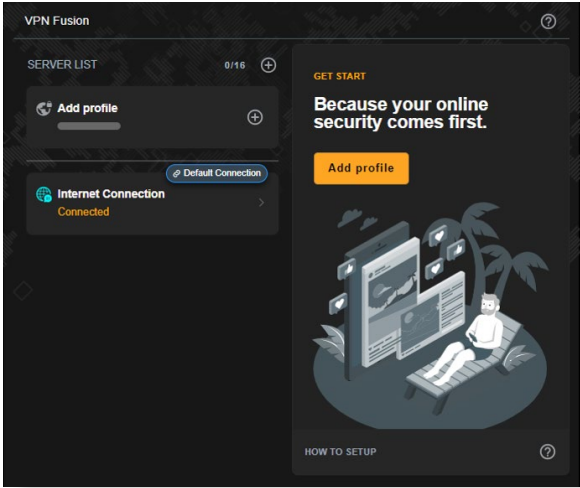 VPN Fusion
SERVER LIST
0/16
Add profile
Default Connection
Internet Connection
Connected
GET START
Because your online
security comes first.
Add profile
HOW TO SETUP